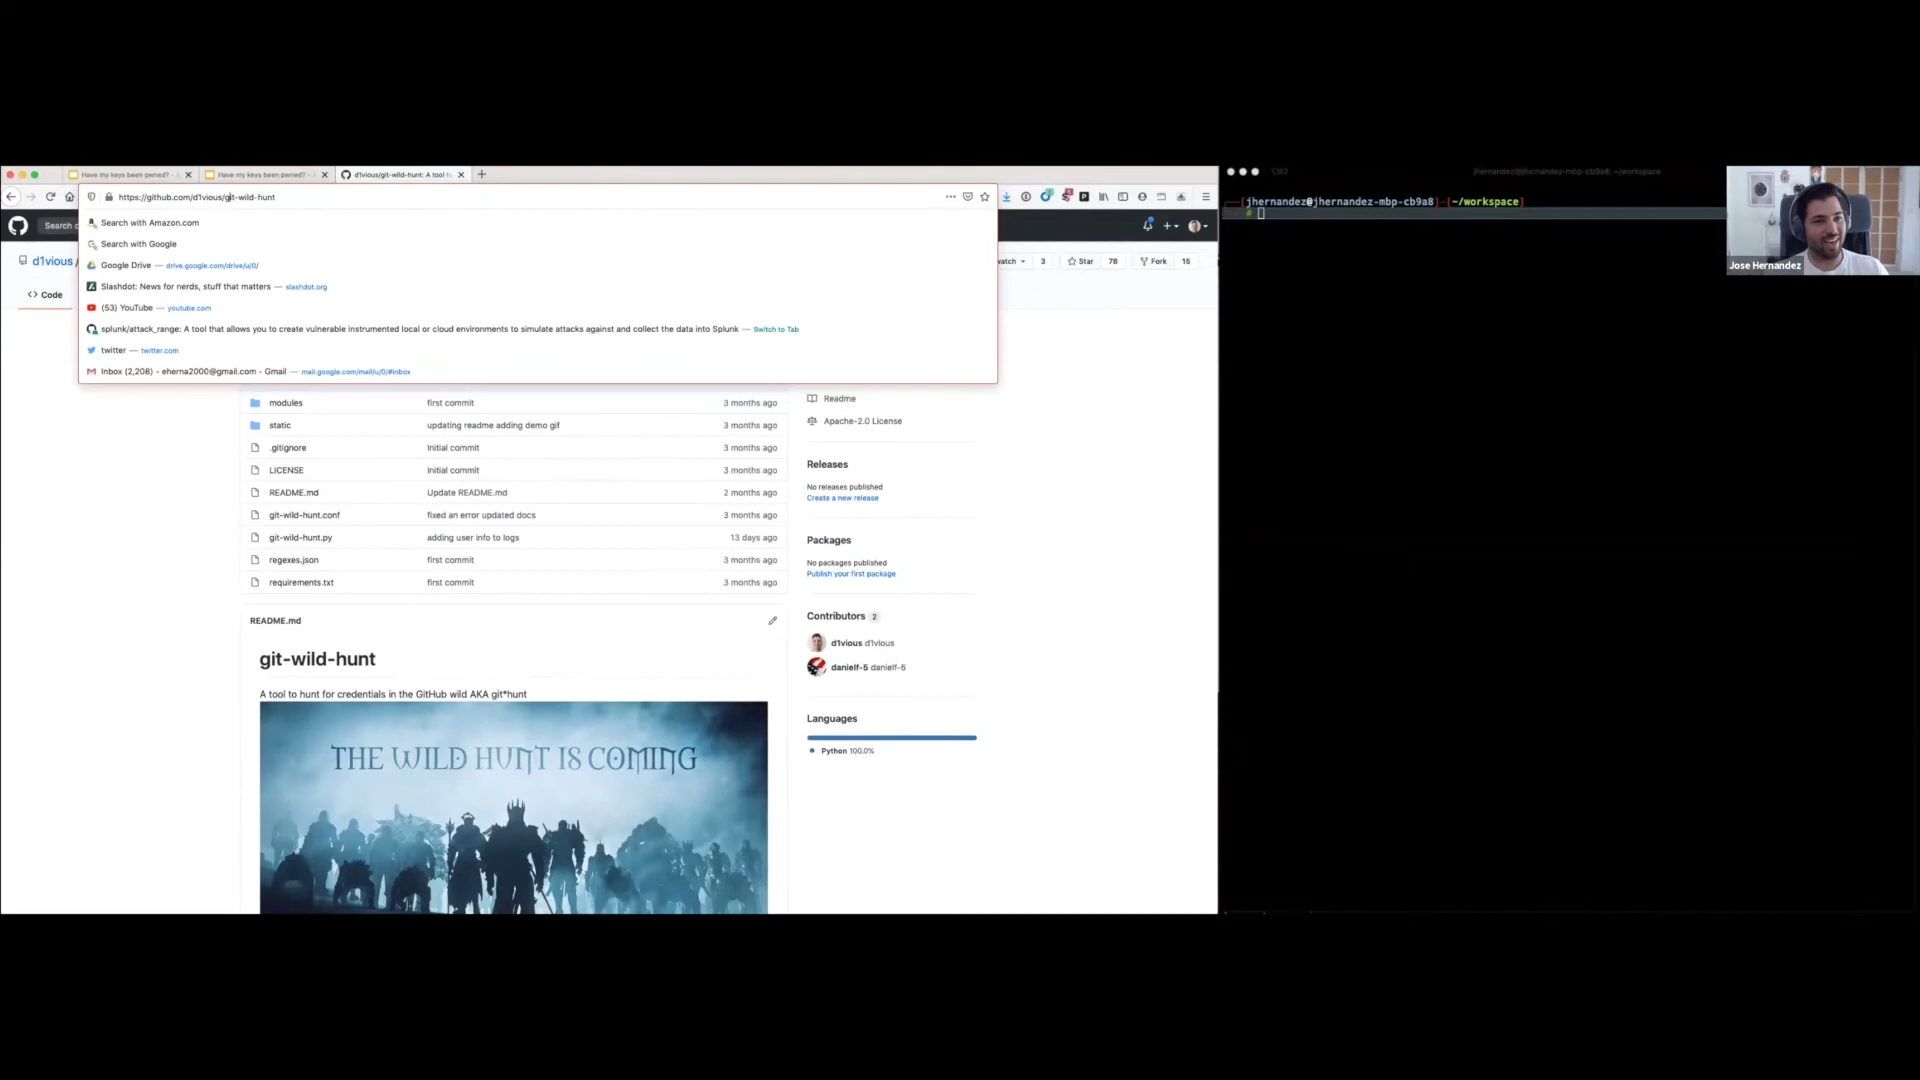 Have my keys been pwned? -
Have my keys been pwned? -
d1vious/git-wild-hunt: A tool to
https://github.com/d1vious/git-wild-hunt
Search with Amazon.com
Search with Google
Google Drive — drive.google.com/drive/u/0/
Slashdot: News for nerds, stuff that matters — slashdot.org
(53) YouTube — youtube.com
splunk/attack_range: A tool that allows you to create vulnerable instrumented local or cloud environments to simulate attacks against and collect the data into Splunk — Switch to Tab
twitter — twitter.com
Inbox (2,208) - eherna2000@gmail.com - Gmail — mail.google.com/mail/u/0/#inbox
Search
d1vious /
watch 3 Star 78 Fork 15
<> Code
modules first commit 3 months ago
static updating readme adding demo gif 3 months ago
.gitignore Initial commit 3 months ago
LICENSE Initial commit 3 months ago
README.md Update README.md 2 months ago
git-wild-hunt.conf fixed an error updated docs 3 months ago
git-wild-hunt.py adding user info to logs 13 days ago
regexes.json first commit 3 months ago
requirements.txt first commit 3 months ago
README.md
git-wild-hunt
A tool to hunt for credentials in the GitHub wild AKA git*hunt
THE WILD HUNT IS COMING
Readme
Apache-2.0 License
Releases
No releases published
Create a new release
Packages
No packages published
Publish your first package
Contributors 2
d1vious d1vious
danielf-5 danielf-5
Languages
Python 100.0%
jhernandez@jhernandez-mbp-cb9a8: ~/workspace
[jhernandez@jhernandez-mbp-cb9a8]-[~/workspace]
Jose Hernandez